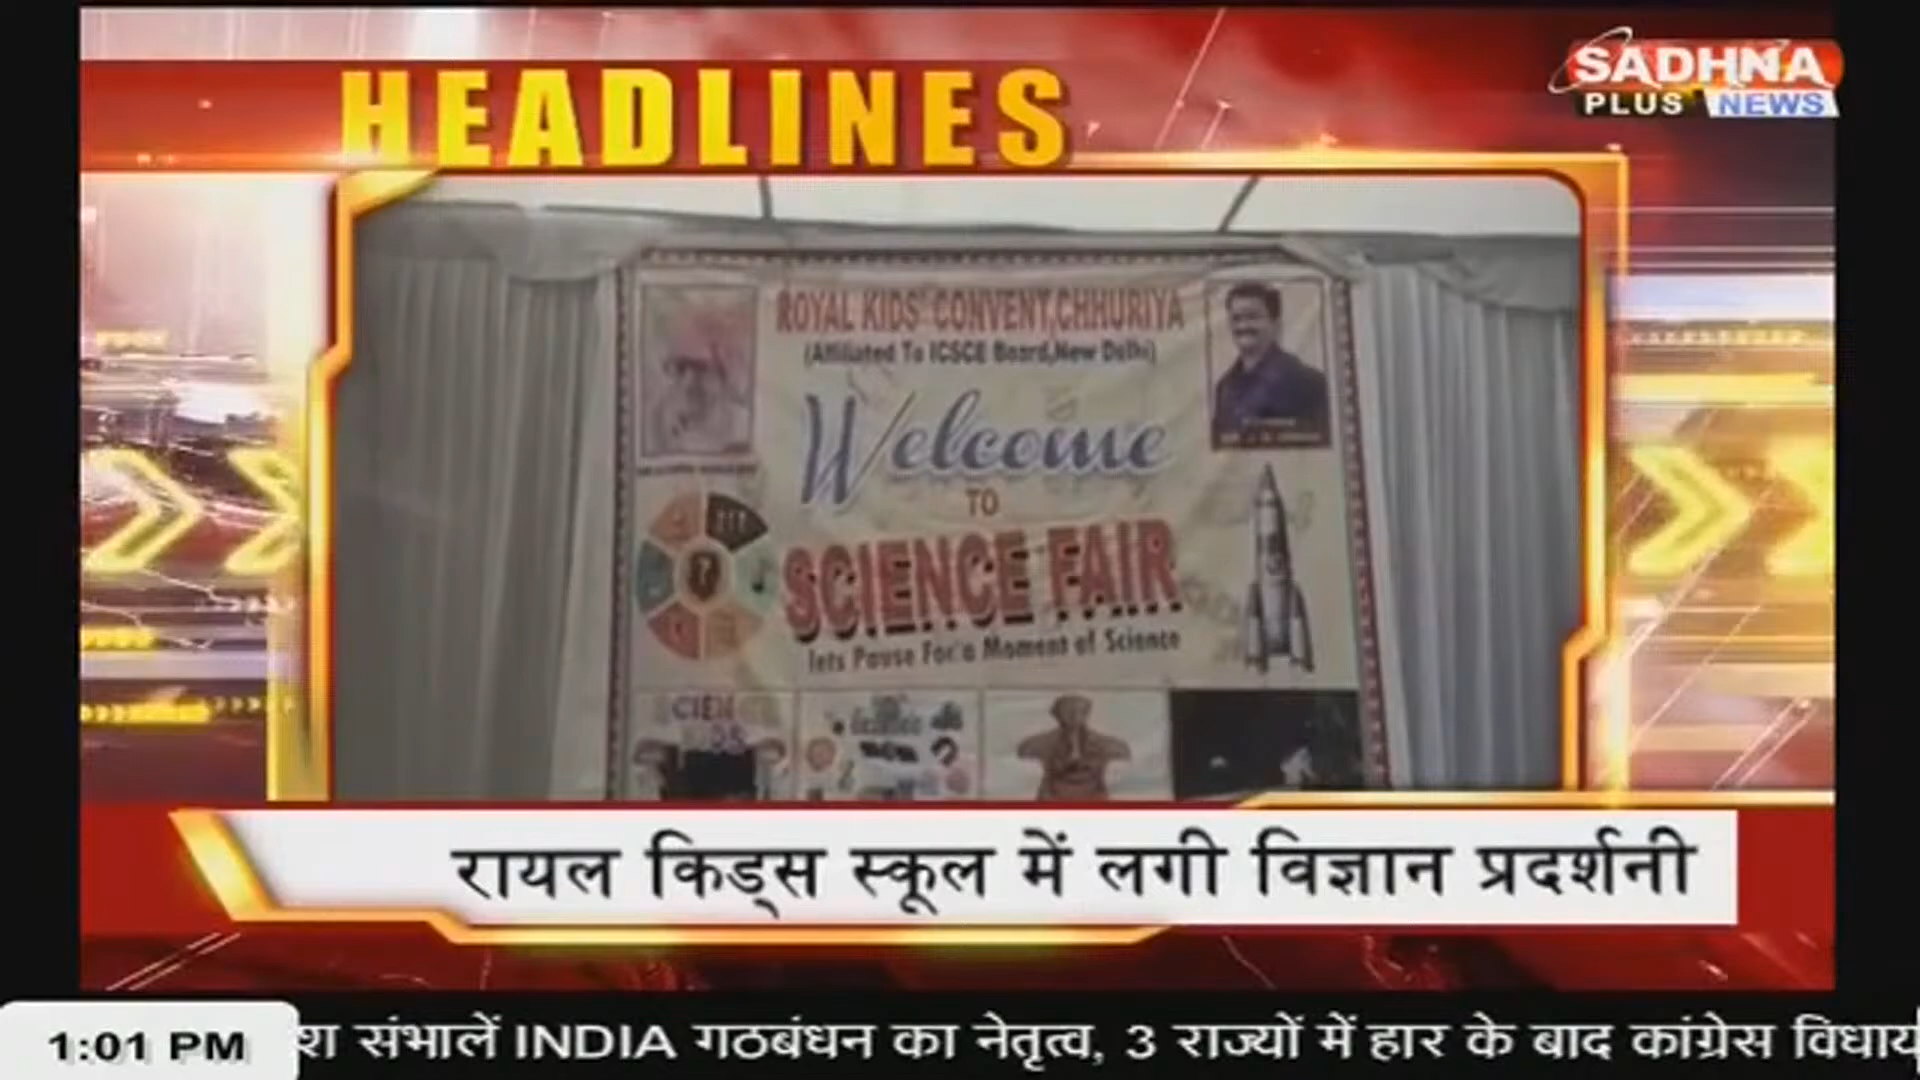 HEADLINES
SADHNA
PLUS NEWS
ROYAL KIDS' CONVENT,CHHURIYA
(Affiliated To ICSCE Board,New Delhi)
Welcome
TO
SCIENCE FAIR
lets Pause For a Moment of Science
CIEN
रायल किड्स स्कूल में लगी विज्ञान प्रदर्शनी
1:01 PM
श संभालें INDIA गठबंधन का नेतृत्व, 3 राज्यों में हार के बाद कांग्रेस विधाय